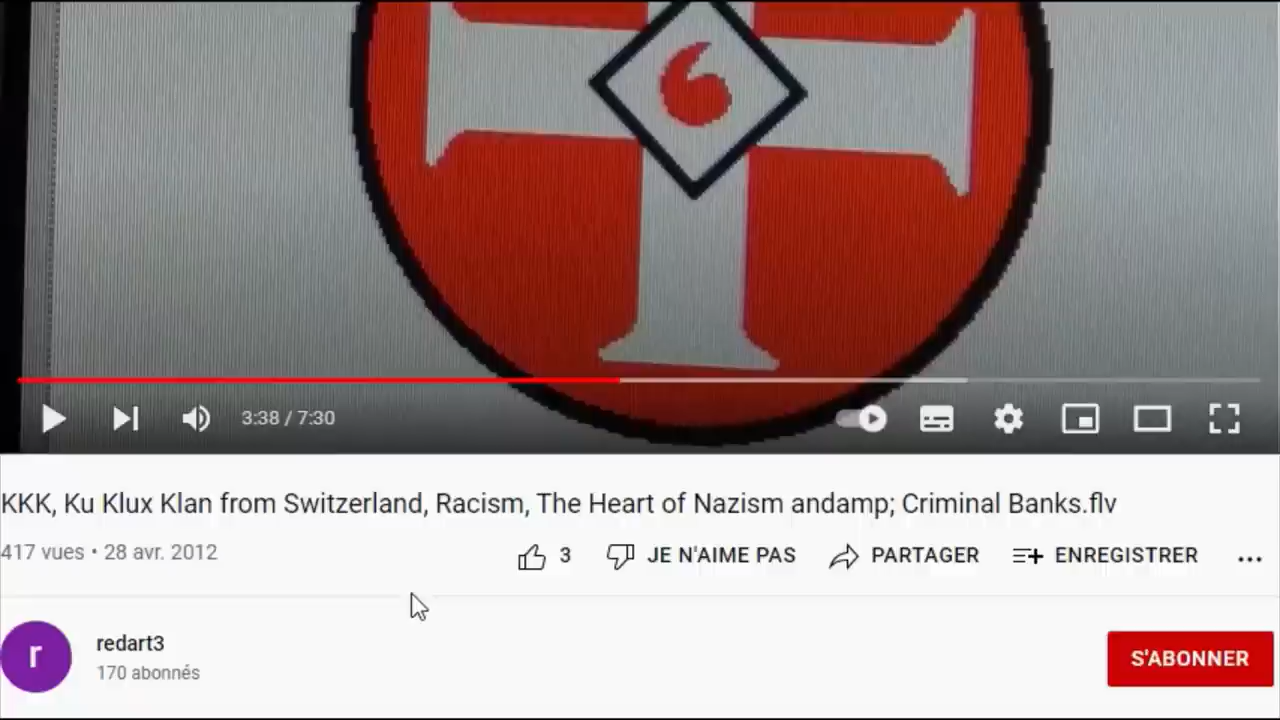 3:38 / 7:30
KKK, Ku Klux Klan from Switzerland, Racism, The Heart of Nazism andamp; Criminal Banks.flv
417 vues • 28 avr. 2012 3 JE N'AIME PAS PARTAGER ENREGISTRER
r redart3 S'ABONNER
170 abonnés